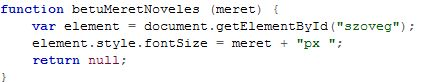 function betuMeretNoveles (meret) {
    var element = document.getElementById("szoveg");
    element.style.fontSize = meret + "px ";
    return null;
}